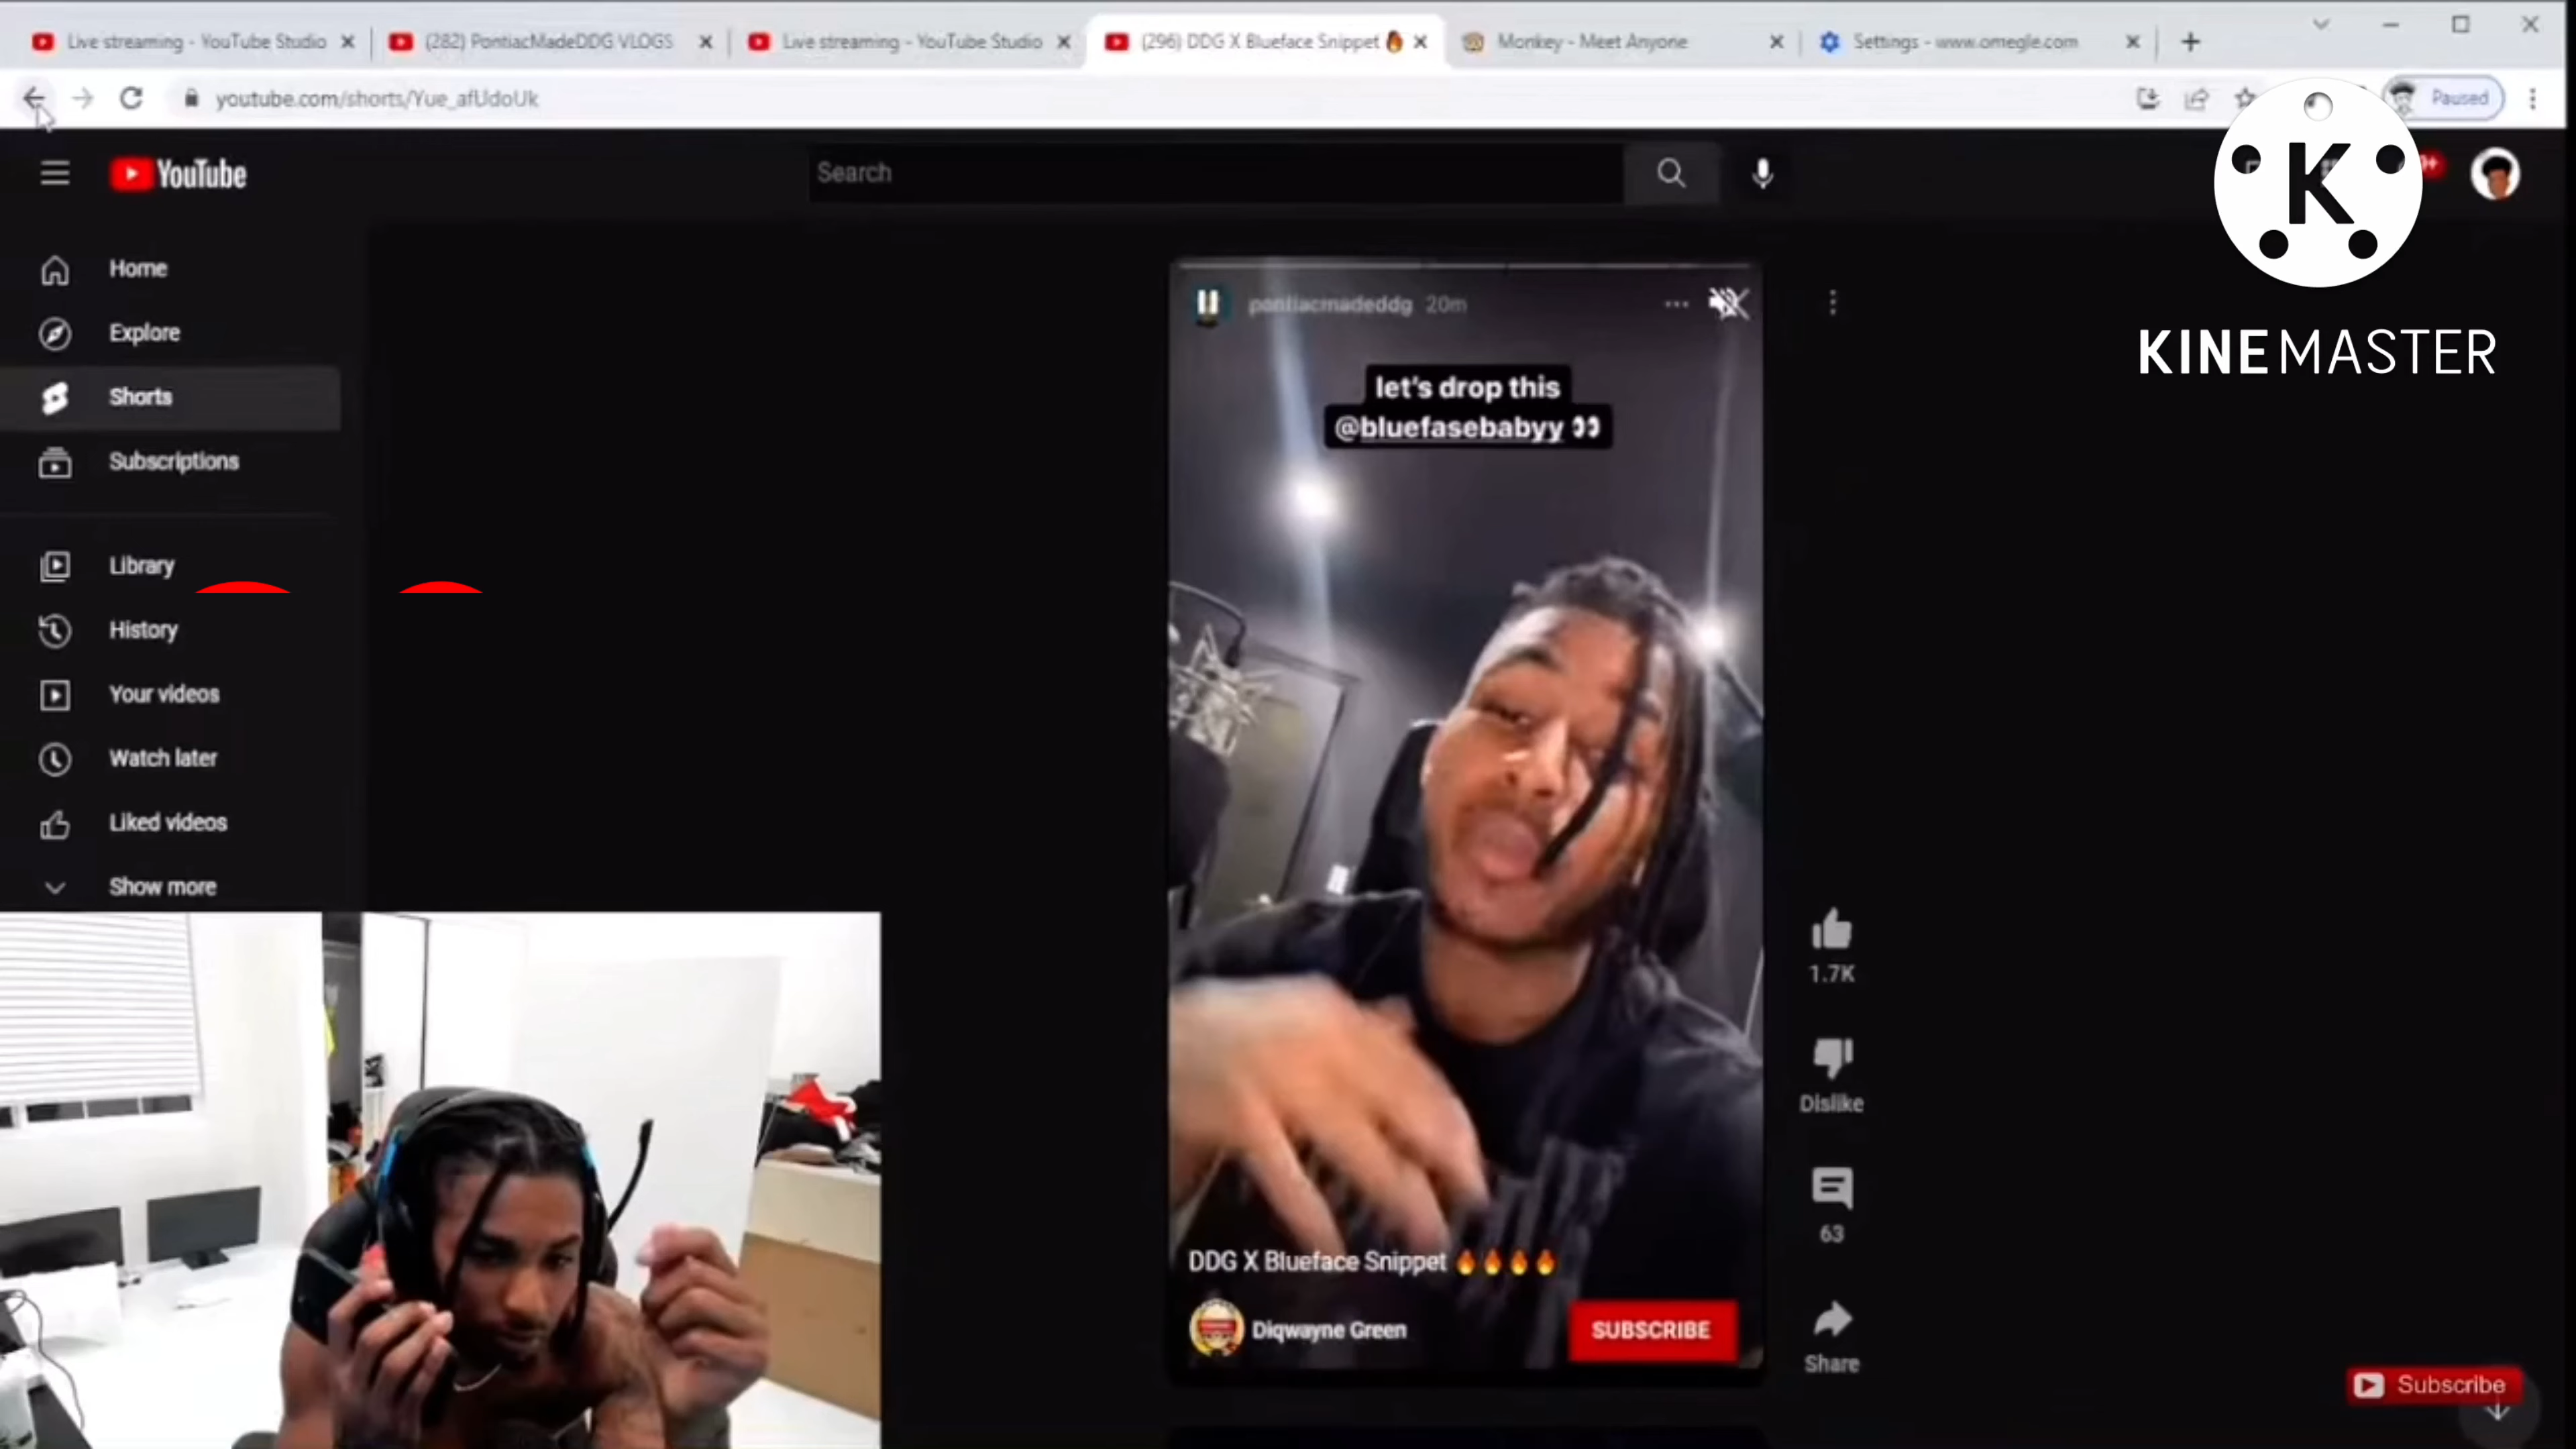 Live streaming - YouTube Studio
(282) PontiacMadeDDG VLOGS
Live streaming - YouTube Studio
(296) DDG X Blueface Snippet 🔥
Monkey - Meet Anyone
Settings - www.omegle.com
youtube.com/shorts/Yue_afUdoUk
Paused
YouTube
Search
Home
Explore
Shorts
Subscriptions
Library
History
Your videos
Watch later
Liked videos
Show more
K
KINEMASTER
pontiacmadeddg 20m
let's drop this
@bluefasebabyy 👀
1.7K
Dislike
63
Share
DDG X Blueface Snippet 🔥🔥🔥🔥
Diqwayne Green
SUBSCRIBE
Subscribe